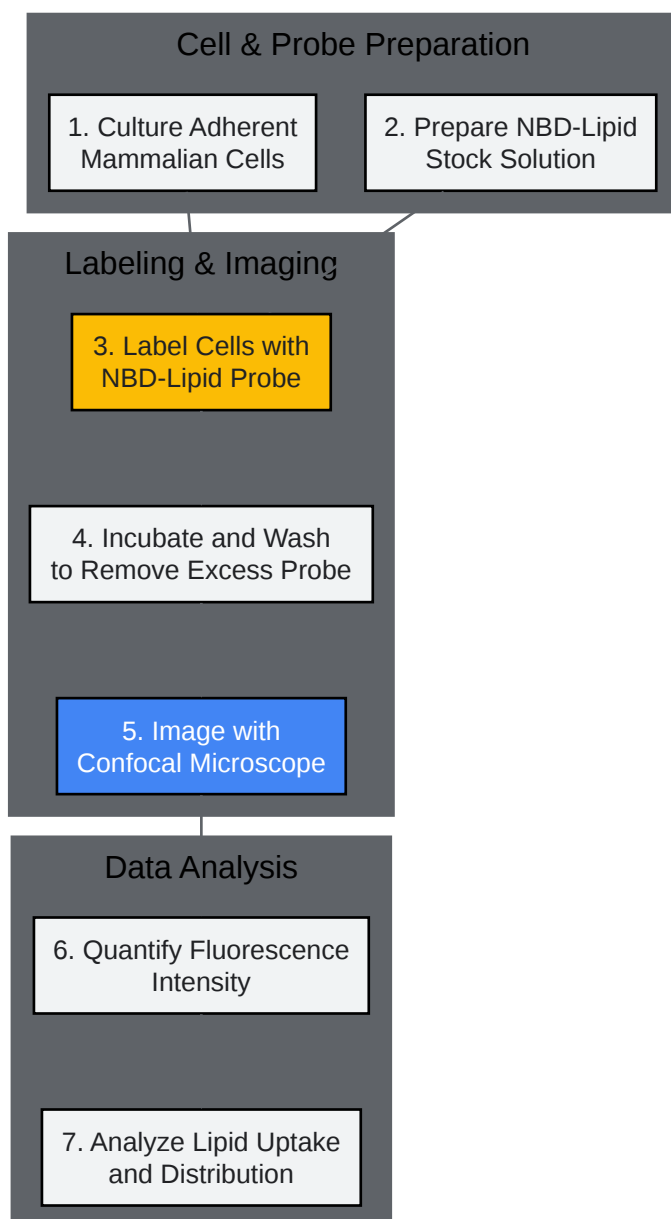 Cell & Probe Preparation
1. Culture Adherent
Mammalian Cells
2. Prepare NBD-Lipid
Stock Solution
Labeling & Imaging
3. Label Cells with
NBD-Lipid Probe
4. Incubate and Wash
to Remove Excess Probe
5. Image with
Confocal Microscope
Data Analysis
6. Quantify Fluorescence
Intensity
7. Analyze Lipid Uptake
and Distribution